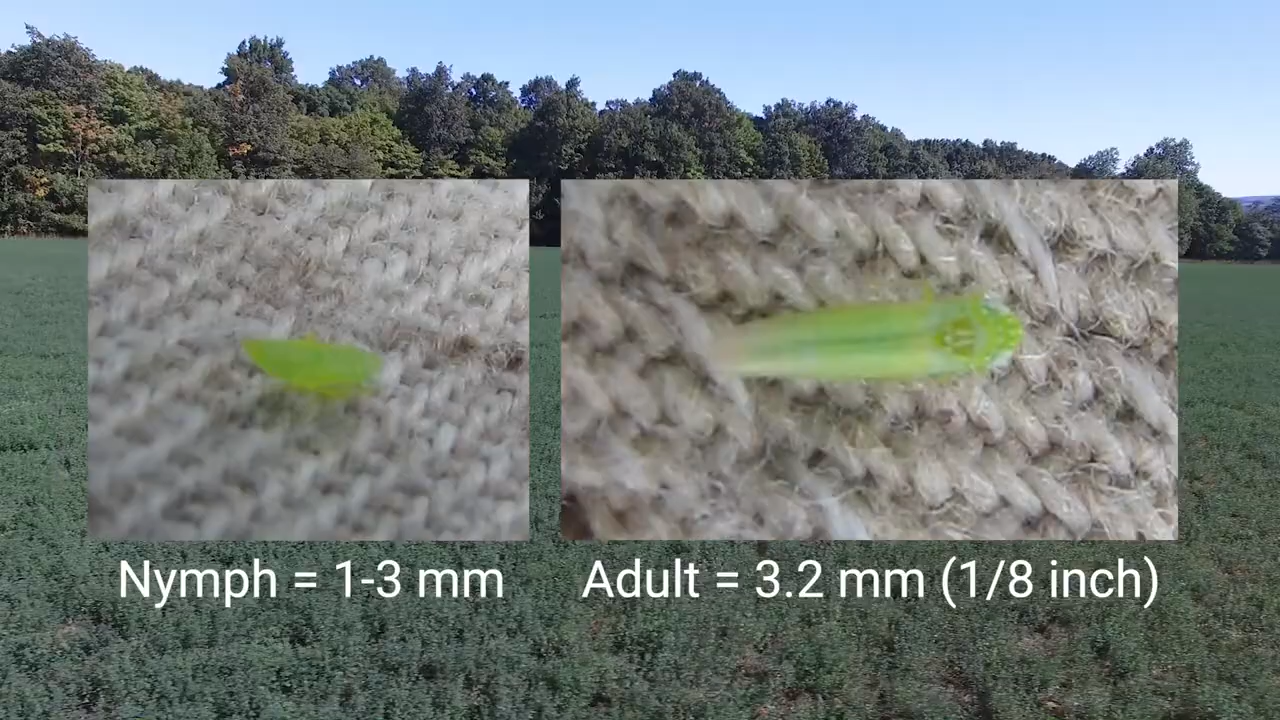 Nymph = 1-3 mm
Adult = 3.2 mm (1/8 inch)